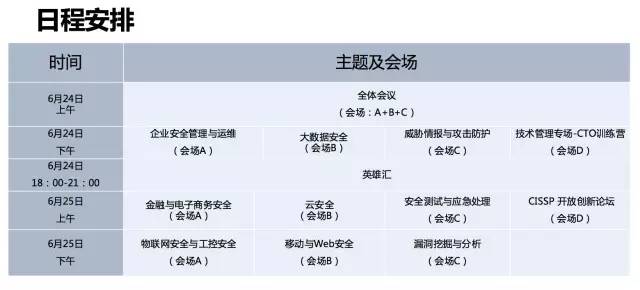 日程安排
时间
主题及会场
6月24日
上午
全体会议
（会场：A+B+C）
6月24日
下午
企业安全管理与运维
（会场A）
大数据安全
（会场B）
威胁情报与攻击防护
（会场C）
技术管理专场-CTO训练营
（会场D）
6月24日
18：00-21：00
英雄汇
6月25日
上午
金融与电子商务安全
（会场A）
云安全
（会场B）
安全测试与应急处理
（会场C）
CISSP 开放创新论坛
（会场D）
6月25日
下午
物联网安全与工控安全
（会场A）
移动与Web安全
（会场B）
漏洞挖掘与分析
（会场C）